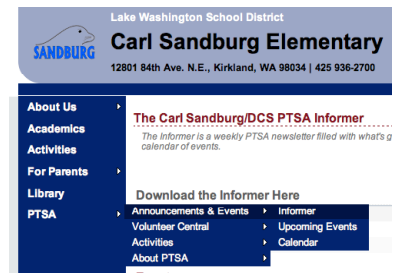 Lake Washington School District
SANDBURG
Carl Sandburg Elementary
12801 84th Ave. N.E., Kirkland, WA 98034 | 425 936-2700
About Us
Academics
Activities
For Parents
Library
PTSA
The Carl Sandburg/DCS PTSA Informer
The Informer is a weekly PTSA newsletter filled with what's g
calendar of events.
Download the Informer Here
Announcements & Events
Volunteer Central
Activities
About PTSA
Informer
Upcoming Events
Calendar